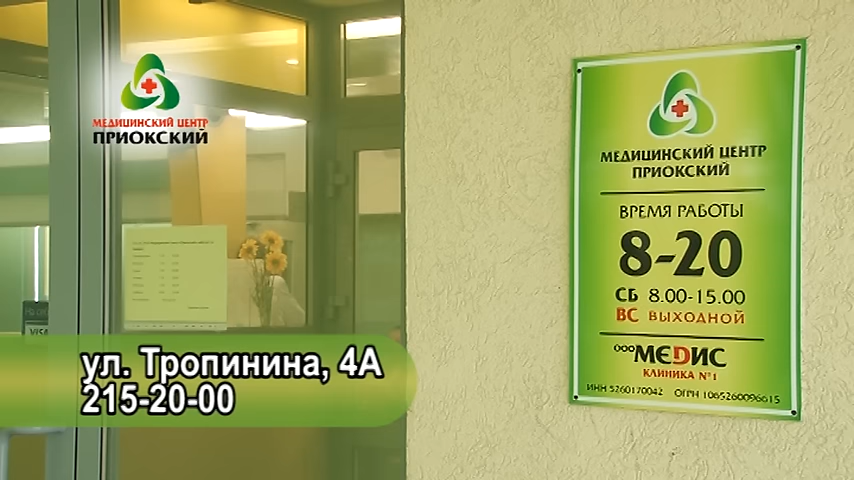 МЕДИЦИНСКИЙ ЦЕНТР
ПРИОКСКИЙ
VISA
ул. Тропинина, 4А
215-20-00
МЕДИЦИНСКИЙ ЦЕНТР
ПРИОКСКИЙ
ВРЕМЯ РАБОТЫ
8-20
СБ 8.00-15.00
ВС ВЫХОДНОЙ
ООО МЕДИС
КЛИНИКА №1
ИНН 5260170042 ОГРН 1065260096615